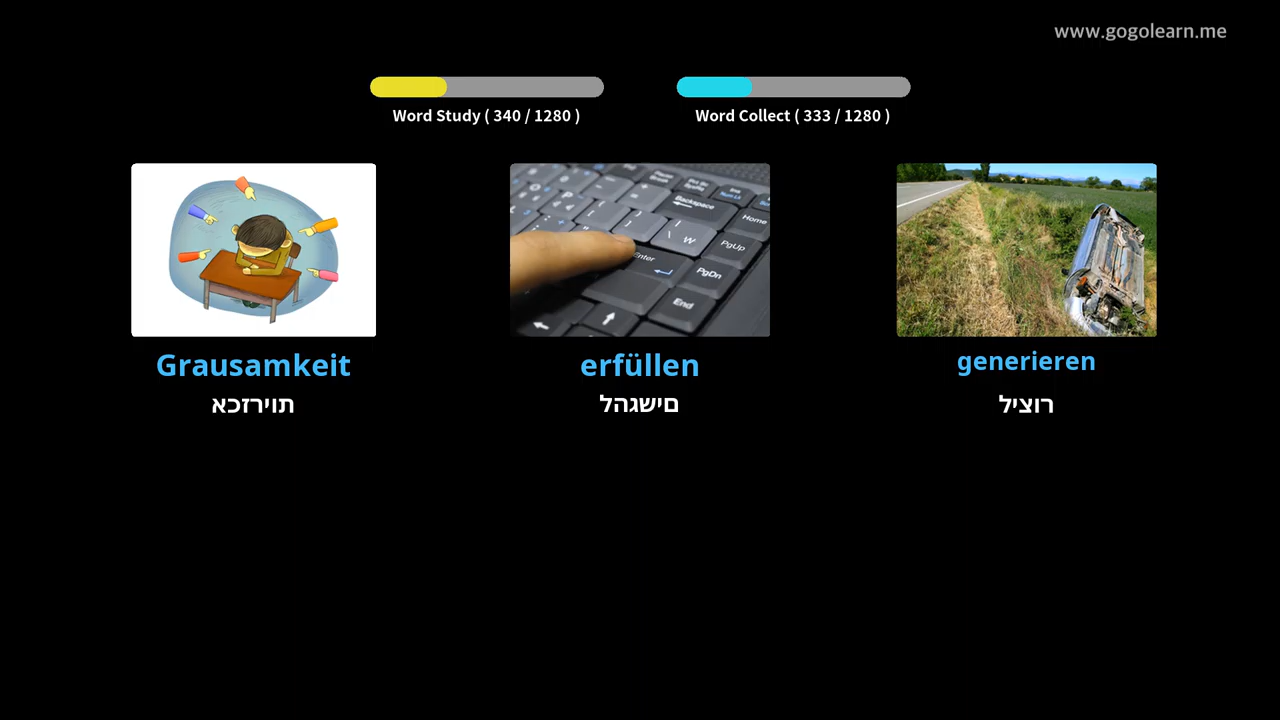 www.gogolearn.me
Word Study ( 340 / 1280 )
Word Collect ( 333 / 1280 )
Grausamkeit
erfüllen
generieren
אכזריות
להגשים
ליצור
Backspace
Home
Enter
PgUp
PgDn
End